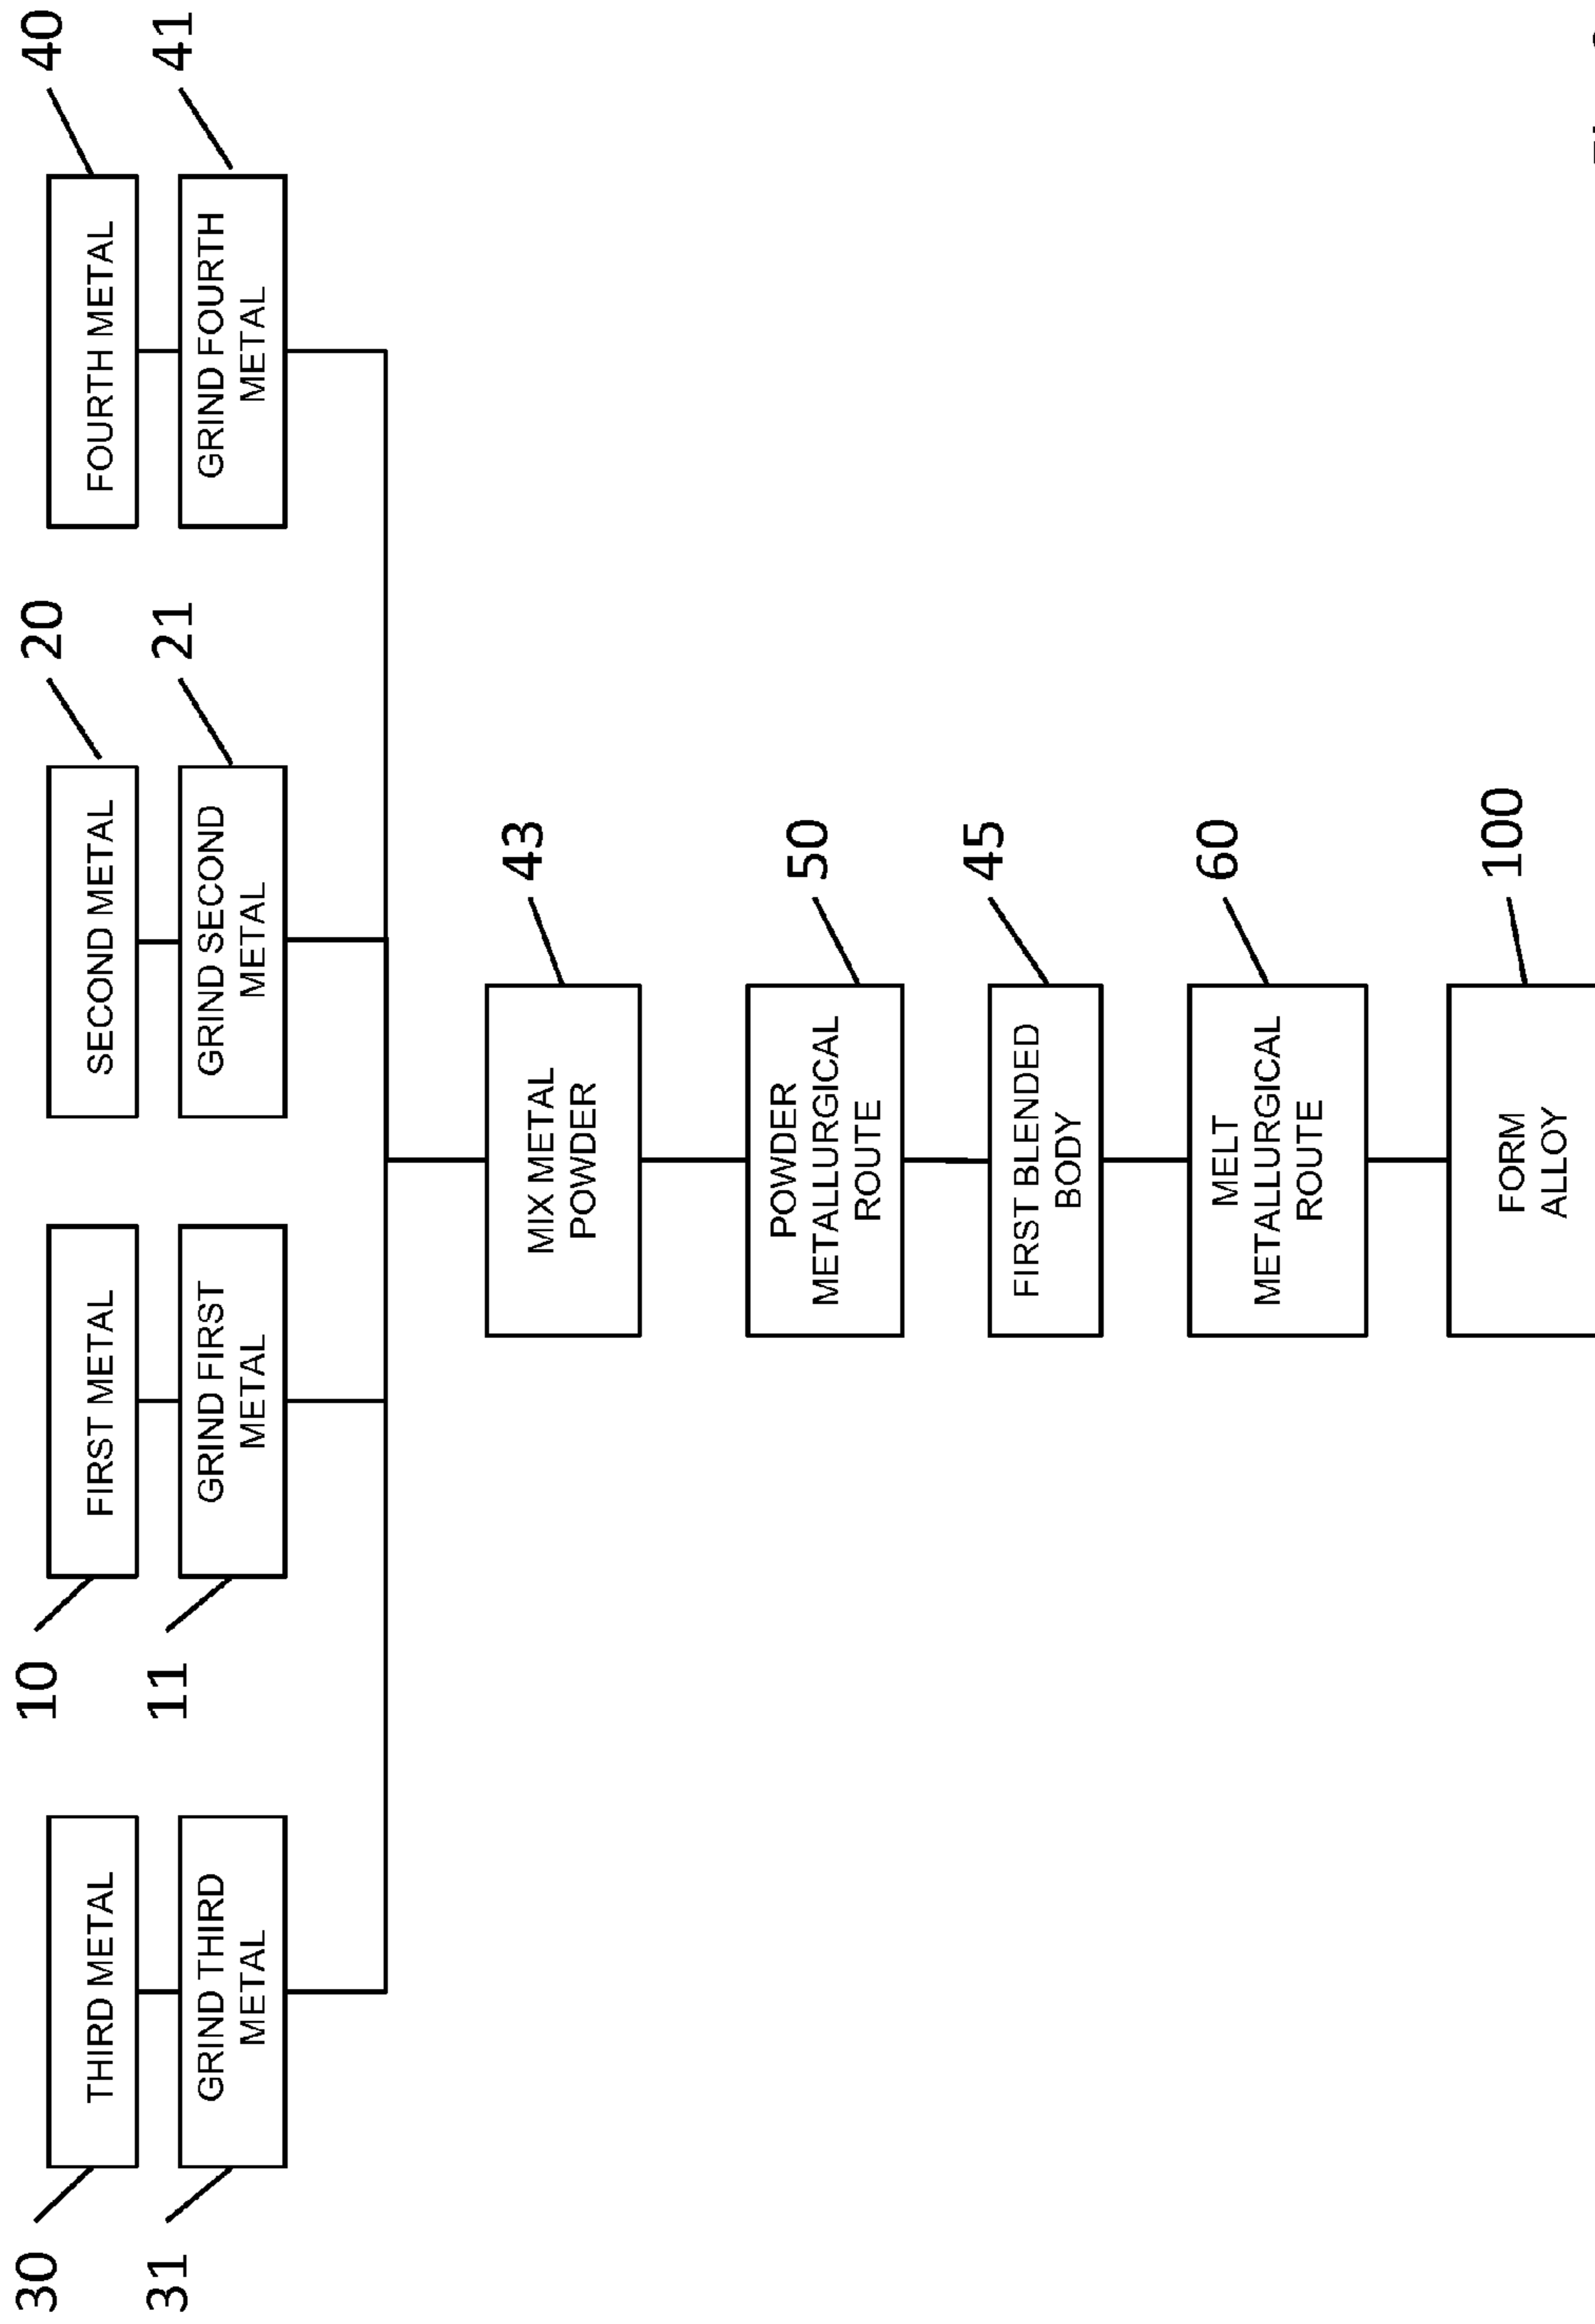 30
THIRD METAL
31
GRIND THIRD
METAL
10
FIRST METAL
11
GRIND FIRST
METAL
SECOND METAL
20
GRIND SECOND
METAL
21
FOURTH METAL
40
GRIND FOURTH
METAL
41
MIX METAL
POWDER
43
POWDER
METALLURGICAL
ROUTE
50
FIRST BLENDED
BODY
45
MELT
METALLURGICAL
ROUTE
60
FORM
ALLOY
100